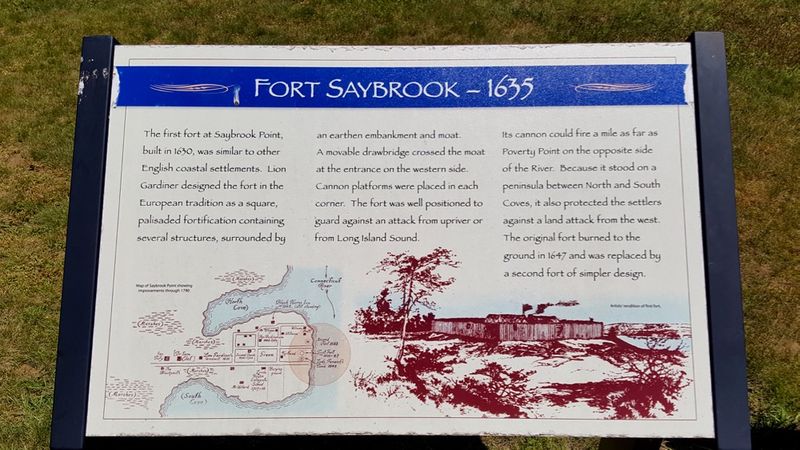 FORT SAYBROOK – 1635
The first fort at Saybrook Point,
built in 1630, was similar to other
English coastal settlements. Lion
Gardiner designed the fort in the
European tradition as a square,
palisaded fortification containing
several structures, surrounded by
an earthen embankment and moat.
A movable drawbridge crossed the moat
at the entrance on the western side.
Cannon platforms were placed in each
corner. The fort was well positioned to
guard against an attack from upriver or
from Long Island Sound.
Its cannon could fire a mile as far as
Poverty Point on the opposite side
of the River. Because it stood on a
peninsula between North and South
Coves, it also protected the settlers
against a land attack from the west.
The original fort burned to the
ground in 1647 and was replaced by
a second fort of simpler design.
Map of Saybrook Point showing
improvements through 1780
(Marshes)
(North
Cove)
Connecticut
River
(Marshes)
(Marshes)
Green
(Marshes)
(Marshes)
(South
Cove)
Artists' rendition of first fort.